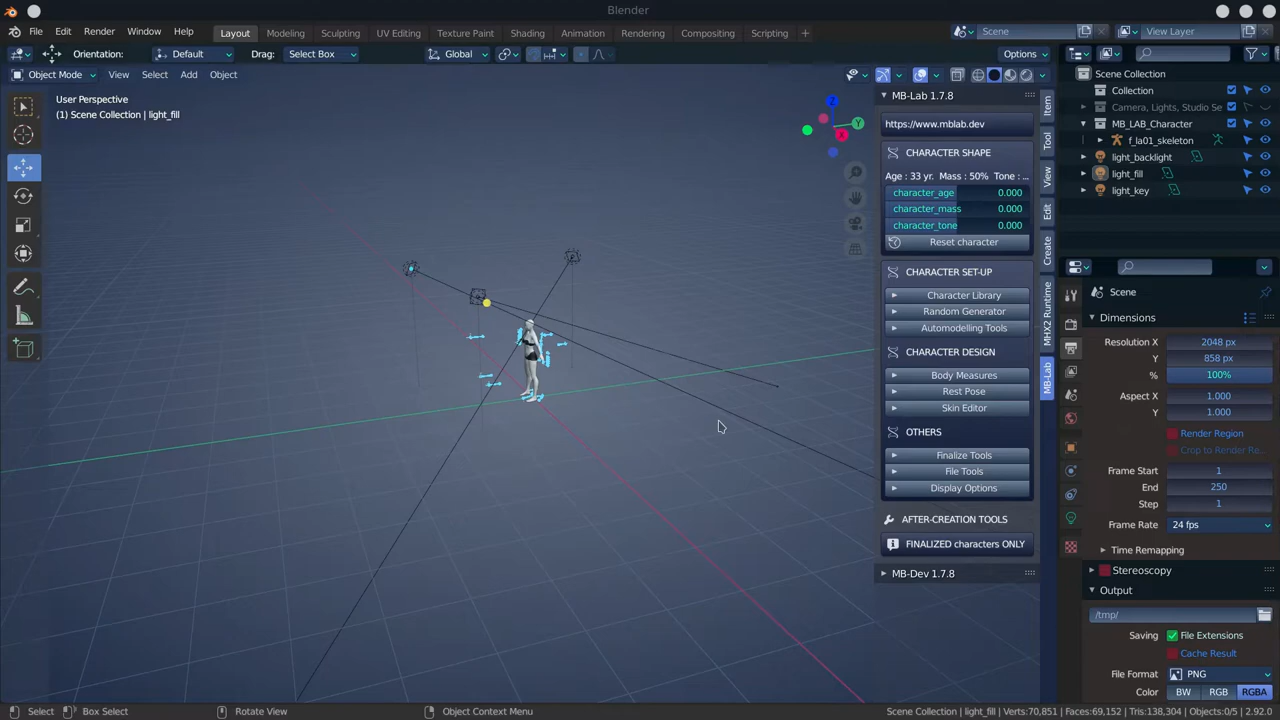 Blender
File Edit Render Window Help
Layout Modeling Sculpting UV Editing Texture Paint Shading Animation Rendering Compositing Scripting +
Scene
View Layer
Orientation: Default Drag: Select Box
Global
Options
Object Mode View Select Add Object
User Perspective
(1) Scene Collection | light_fill
Z
Y
X
MB-Lab 1.7.8
https://www.mblab.dev
CHARACTER SHAPE
Age : 33 yr. Mass : 50% Tone : ...
character_age 0.000
character_mass 0.000
character_tone 0.000
Reset character
CHARACTER SET-UP
Character Library
Random Generator
Automodelling Tools
CHARACTER DESIGN
Body Measures
Rest Pose
Skin Editor
OTHERS
Finalize Tools
File Tools
Display Options
AFTER-CREATION TOOLS
FINALIZED characters ONLY
MB-Dev 1.7.8
Item
Tool
View
Edit
Create
MHX2 Runtime
MB-Lab
Scene Collection
Collection
Camera, Lights, Studio Se
MB_LAB_Character
f_la01_skeleton
light_backlight
light_fill
light_key
Scene
Dimensions
Resolution X 2048 px
Y 858 px
% 100%
Aspect X 1.000
Y 1.000
Render Region
Crop to Render Re...
Frame Start 1
End 250
Step 1
Frame Rate 24 fps
Time Remapping
Stereoscopy
Output
/tmp/
Saving File Extensions
Cache Result
File Format PNG
Color BW RGB RGBA
Select Box Select Rotate View Object Context Menu
Scene Collection | light_fill | Verts:70,851 | Faces:69,152 | Tris:138,304 | Objects:0/5 | 2.92.0